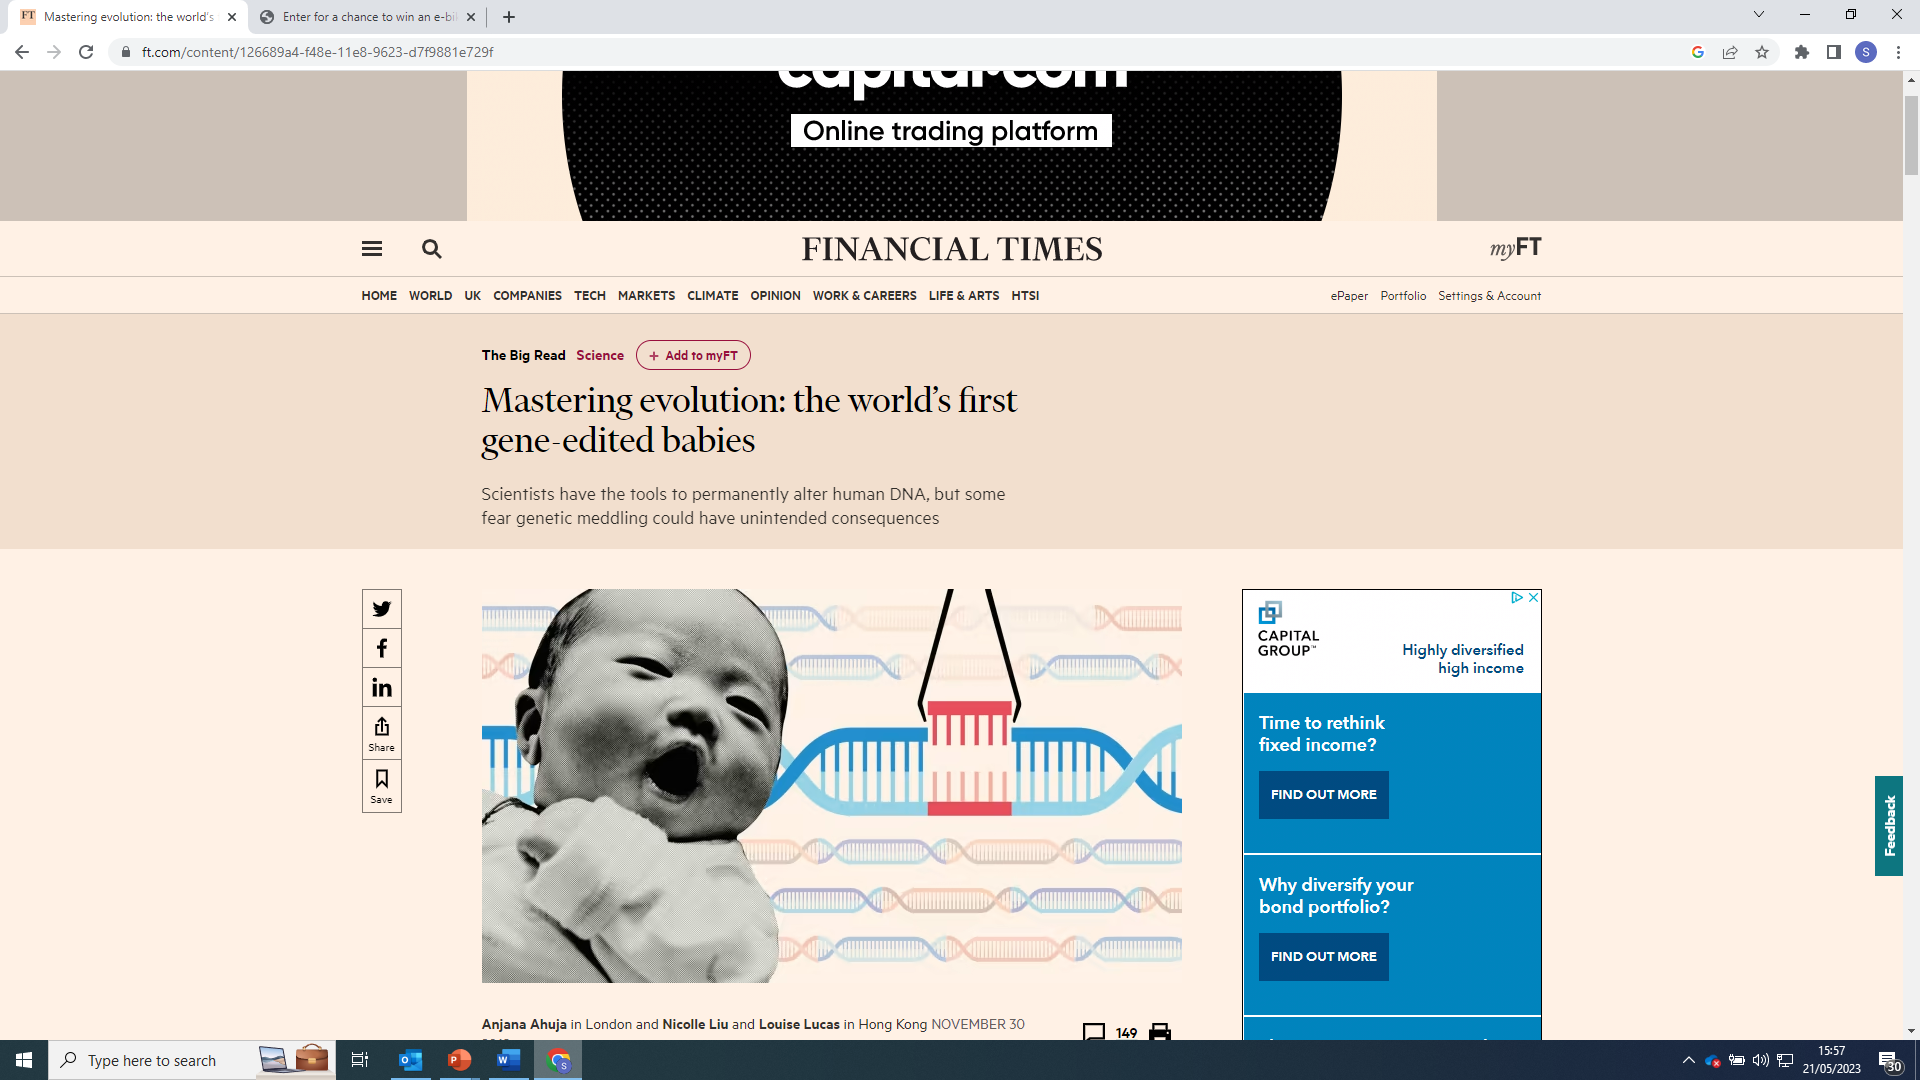 FT Mastering evolution: the world's
Enter for a chance to win an e-bi
ft.com/content/126689a4-f48e-11e8-9623-d7f9881e729f
S
capital.com
Online trading platform
FINANCIAL TIMES
myFT
HOME WORLD UK COMPANIES TECH MARKETS CLIMATE OPINION WORK & CAREERS LIFE & ARTS HTSI
ePaper Portfolio Settings & Account
The Big Read Science + Add to myFT
Mastering evolution: the world's first
gene-edited babies
Scientists have the tools to permanently alter human DNA, but some
fear genetic meddling could have unintended consequences
Share
Save
CAPITAL
GROUP™
Highly diversified
high income
Time to rethink
fixed income?
FIND OUT MORE
Why diversify your
bond portfolio?
FIND OUT MORE
Feedback
Anjana Ahuja in London and Nicolle Liu and Louise Lucas in Hong Kong NOVEMBER 30
149
Type here to search
15:57
21/05/2023
30